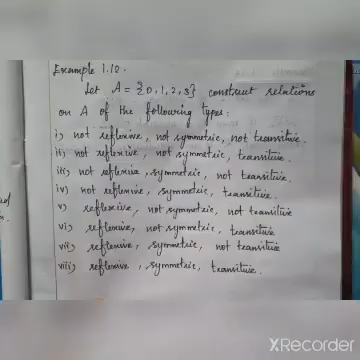 Example 1.10.
Let A = {0, 1, 2, 3} construct relations
on A of the following types:
i) not reflexive, not symmetric, not transitive.
ii) not reflexive, not symmetric, transitive.
iii) not reflexive, symmetric, not transitive.
iv) not reflexive, symmetric, transitive.
v) reflexive, not symmetric, not transitive
vi) reflexive, not symmetric, transitive
vii) reflexive, symmetric, not transitive
viii) reflexive, symmetric, transitive.
XRecorder